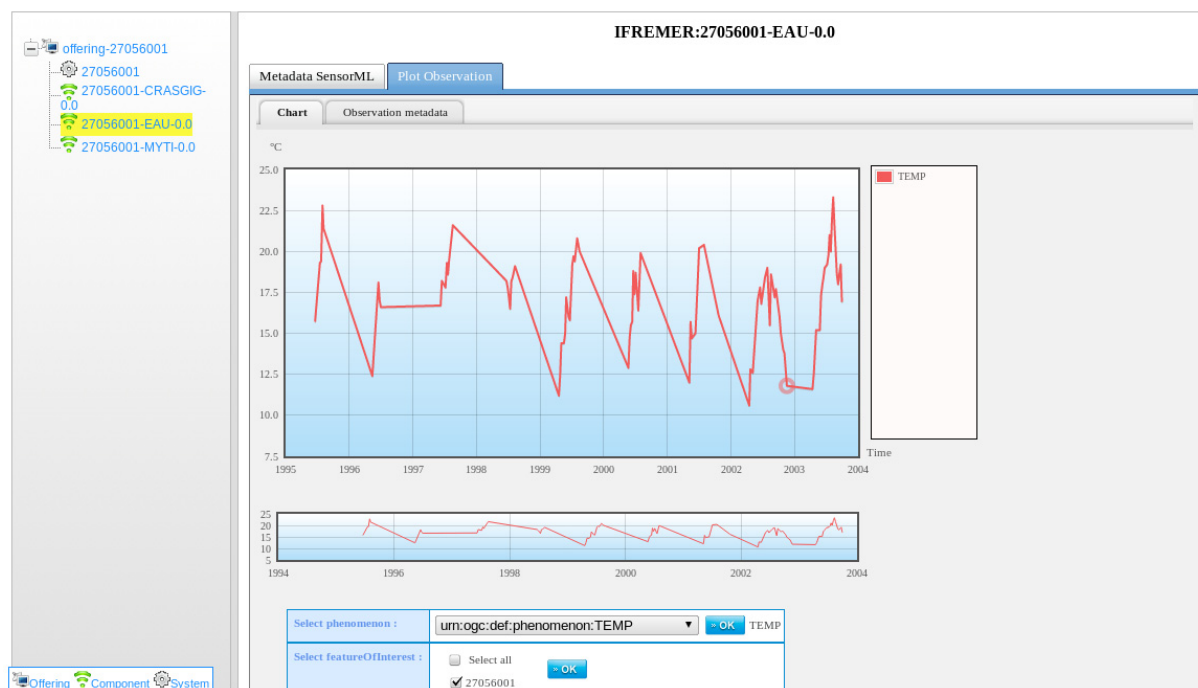 IFREMER:27056001-EAU-0.0
offering-27056001
27056001
27056001-CRASGIG-
0.0
27056001-EAU-0.0
27056001-MYTI-0.0
Metadata SensorML Plot Observation
Chart Observation metadata
°C
25.0
22.5
20.0
17.5
15.0
12.5
10.0
7.5
1995 1996 1997 1998 1999 2000 2001 2002 2003 2004
Time
TEMP
25
20
15
10
5
1994 1996 1998 2000 2002 2004
Select phenomenon : urn:ogc:def:phenomenon:TEMP » OK TEMP
Select featureOfInterest : Select all » OK
27056001
Offering Component System